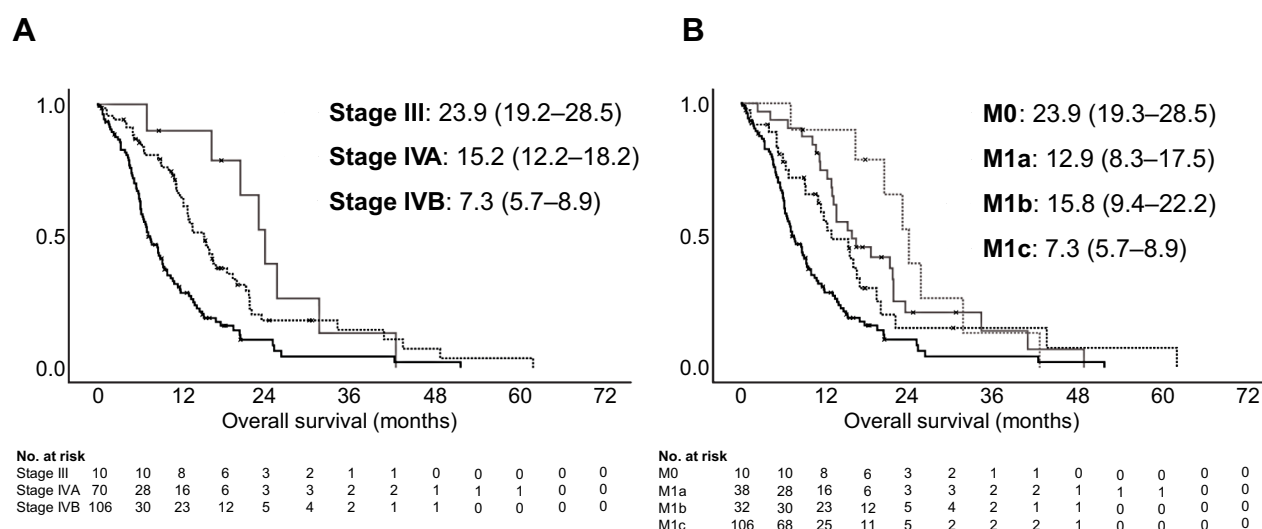 A
1.0
0.5
0.0
Stage III: 23.9 (19.2–28.5)
Stage IVA: 15.2 (12.2–18.2)
Stage IVB: 7.3 (5.7–8.9)
0 12 24 36 48 60 72
Overall survival (months)
No. at risk
Stage III 10 10 8 6 3 2 1 1 0 0 0 0 0
Stage IVA 70 28 16 6 3 3 2 2 1 1 1 0 0
Stage IVB 106 30 23 12 5 4 2 1 1 0 0 0 0
B
1.0
0.5
0.0
M0: 23.9 (19.3–28.5)
M1a: 12.9 (8.3–17.5)
M1b: 15.8 (9.4–22.2)
M1c: 7.3 (5.7–8.9)
0 12 24 36 48 60 72
Overall survival (months)
No. at risk
M0 10 10 8 6 3 2 1 1 0 0 0 0 0
M1a 38 28 16 6 3 3 2 2 1 1 1 0 0
M1b 32 30 23 12 5 4 2 1 1 0 0 0 0
M1c 106 68 25 11 5 2 2 2 1 0 0 0 0